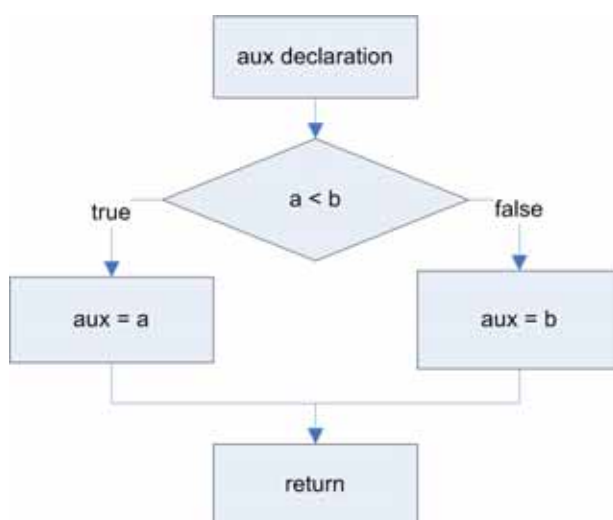 aux declaration
a < b
true
false
aux = a
aux = b
return